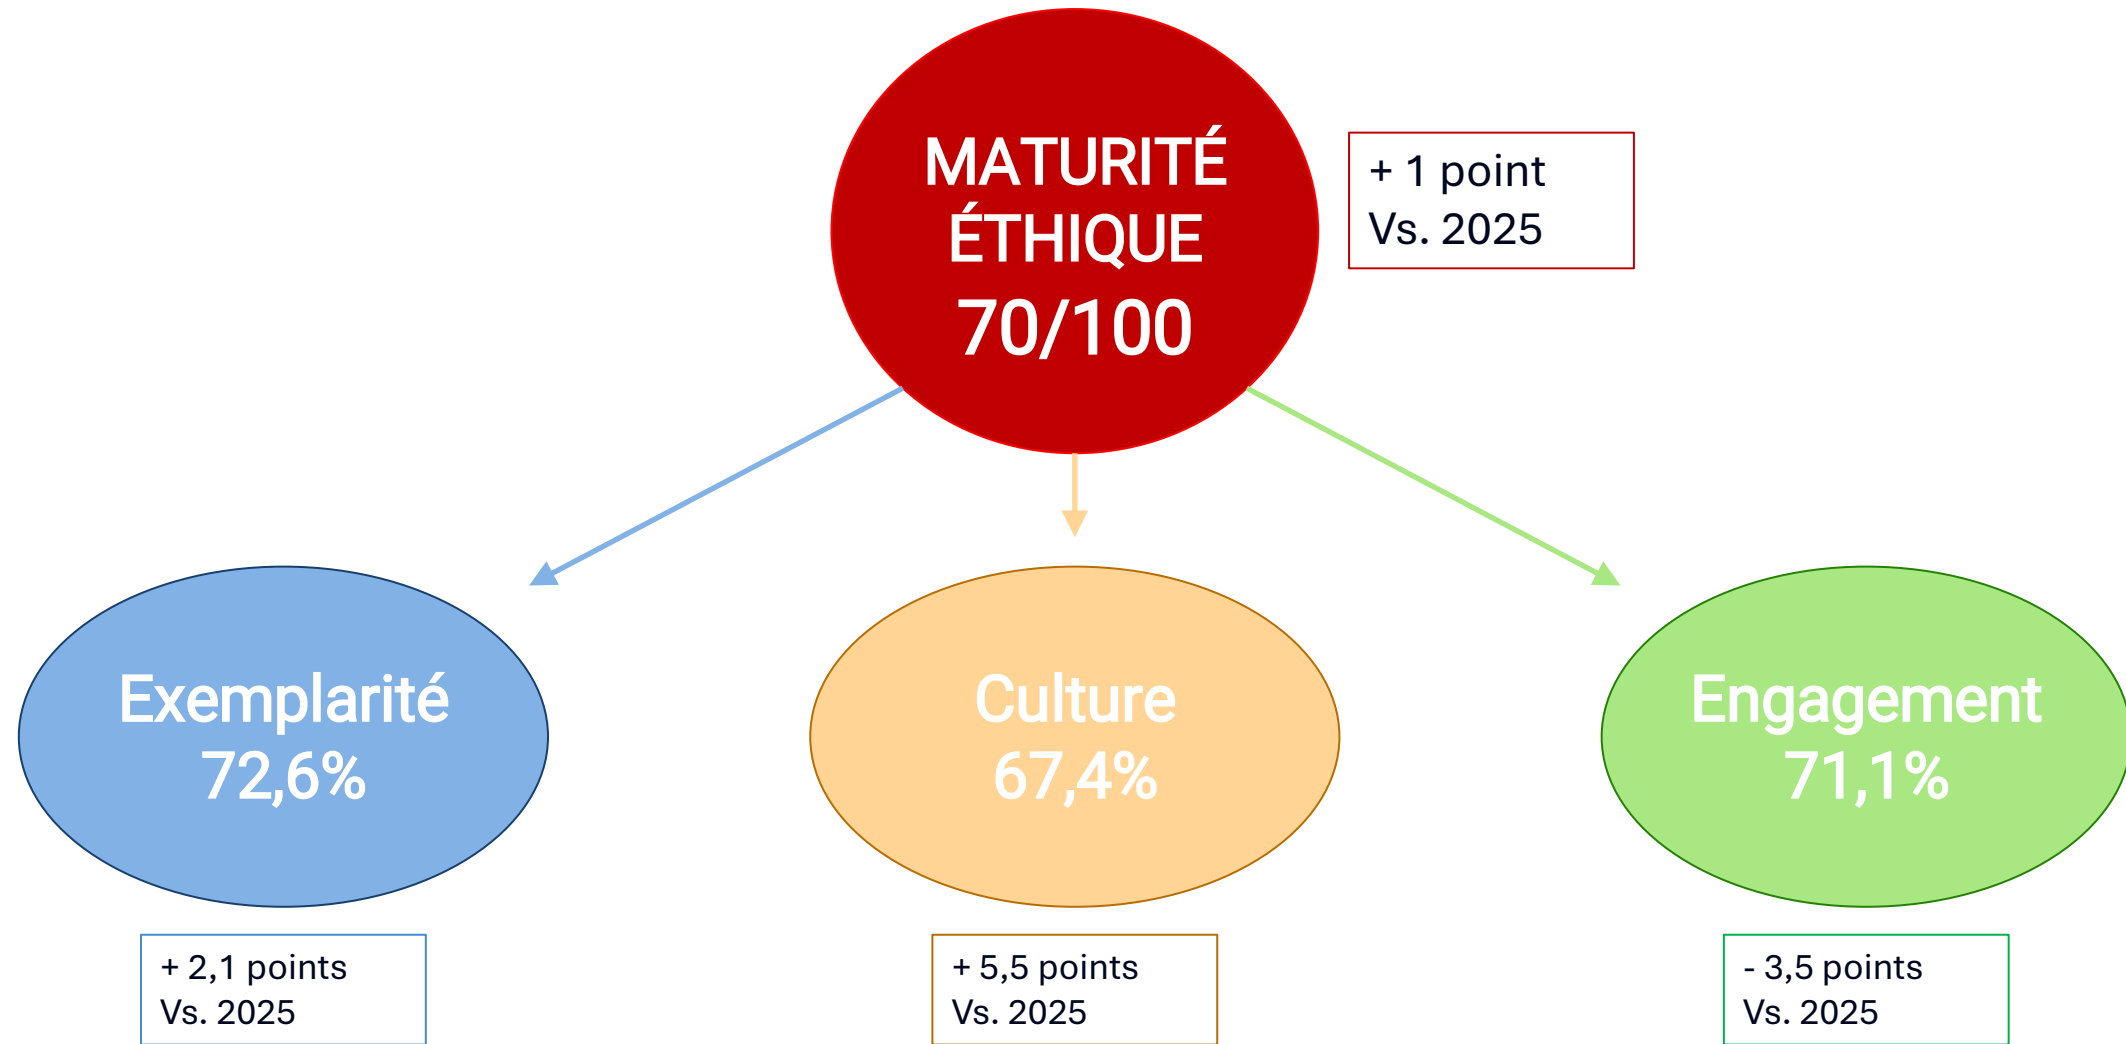 MATURITÉ
ÉTHIQUE
70/100
+ 1 point
Vs. 2025
Exemplarité
72,6%
Culture
67,4%
Engagement
71,1%
+ 2,1 points
Vs. 2025
+ 5,5 points
Vs. 2025
- 3,5 points
Vs. 2025